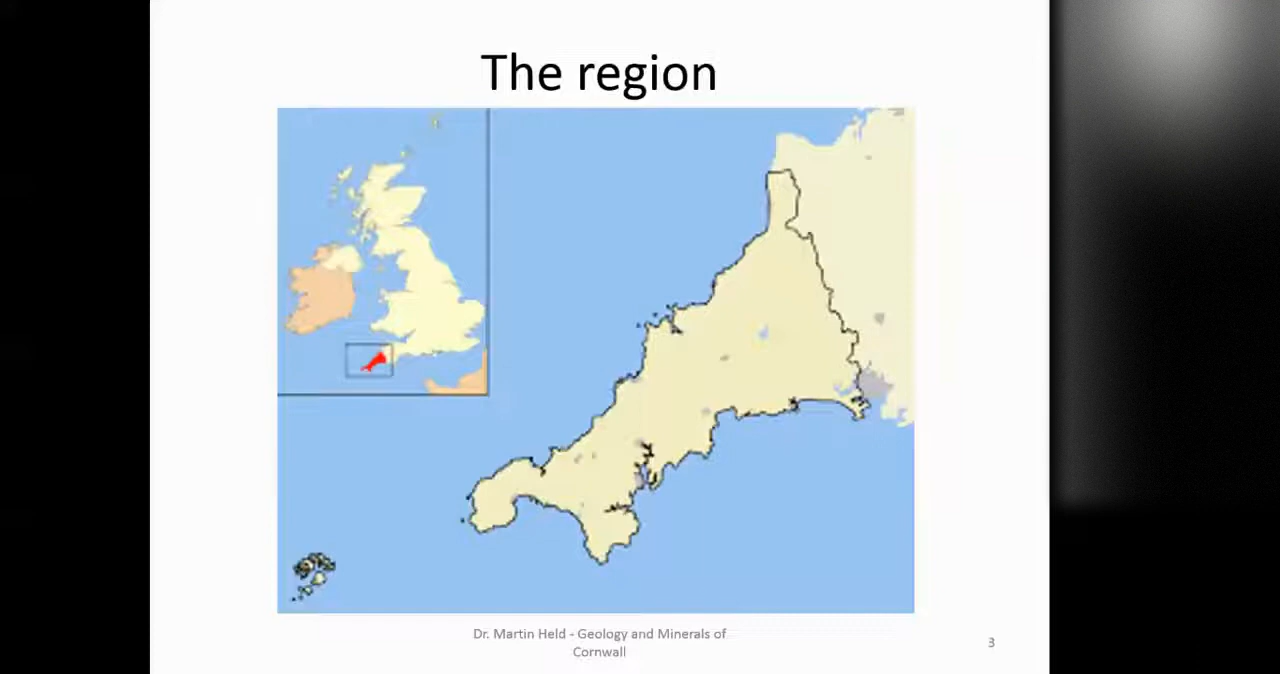 The region
Dr. Martin Held - Geology and Minerals of
Cornwall
3